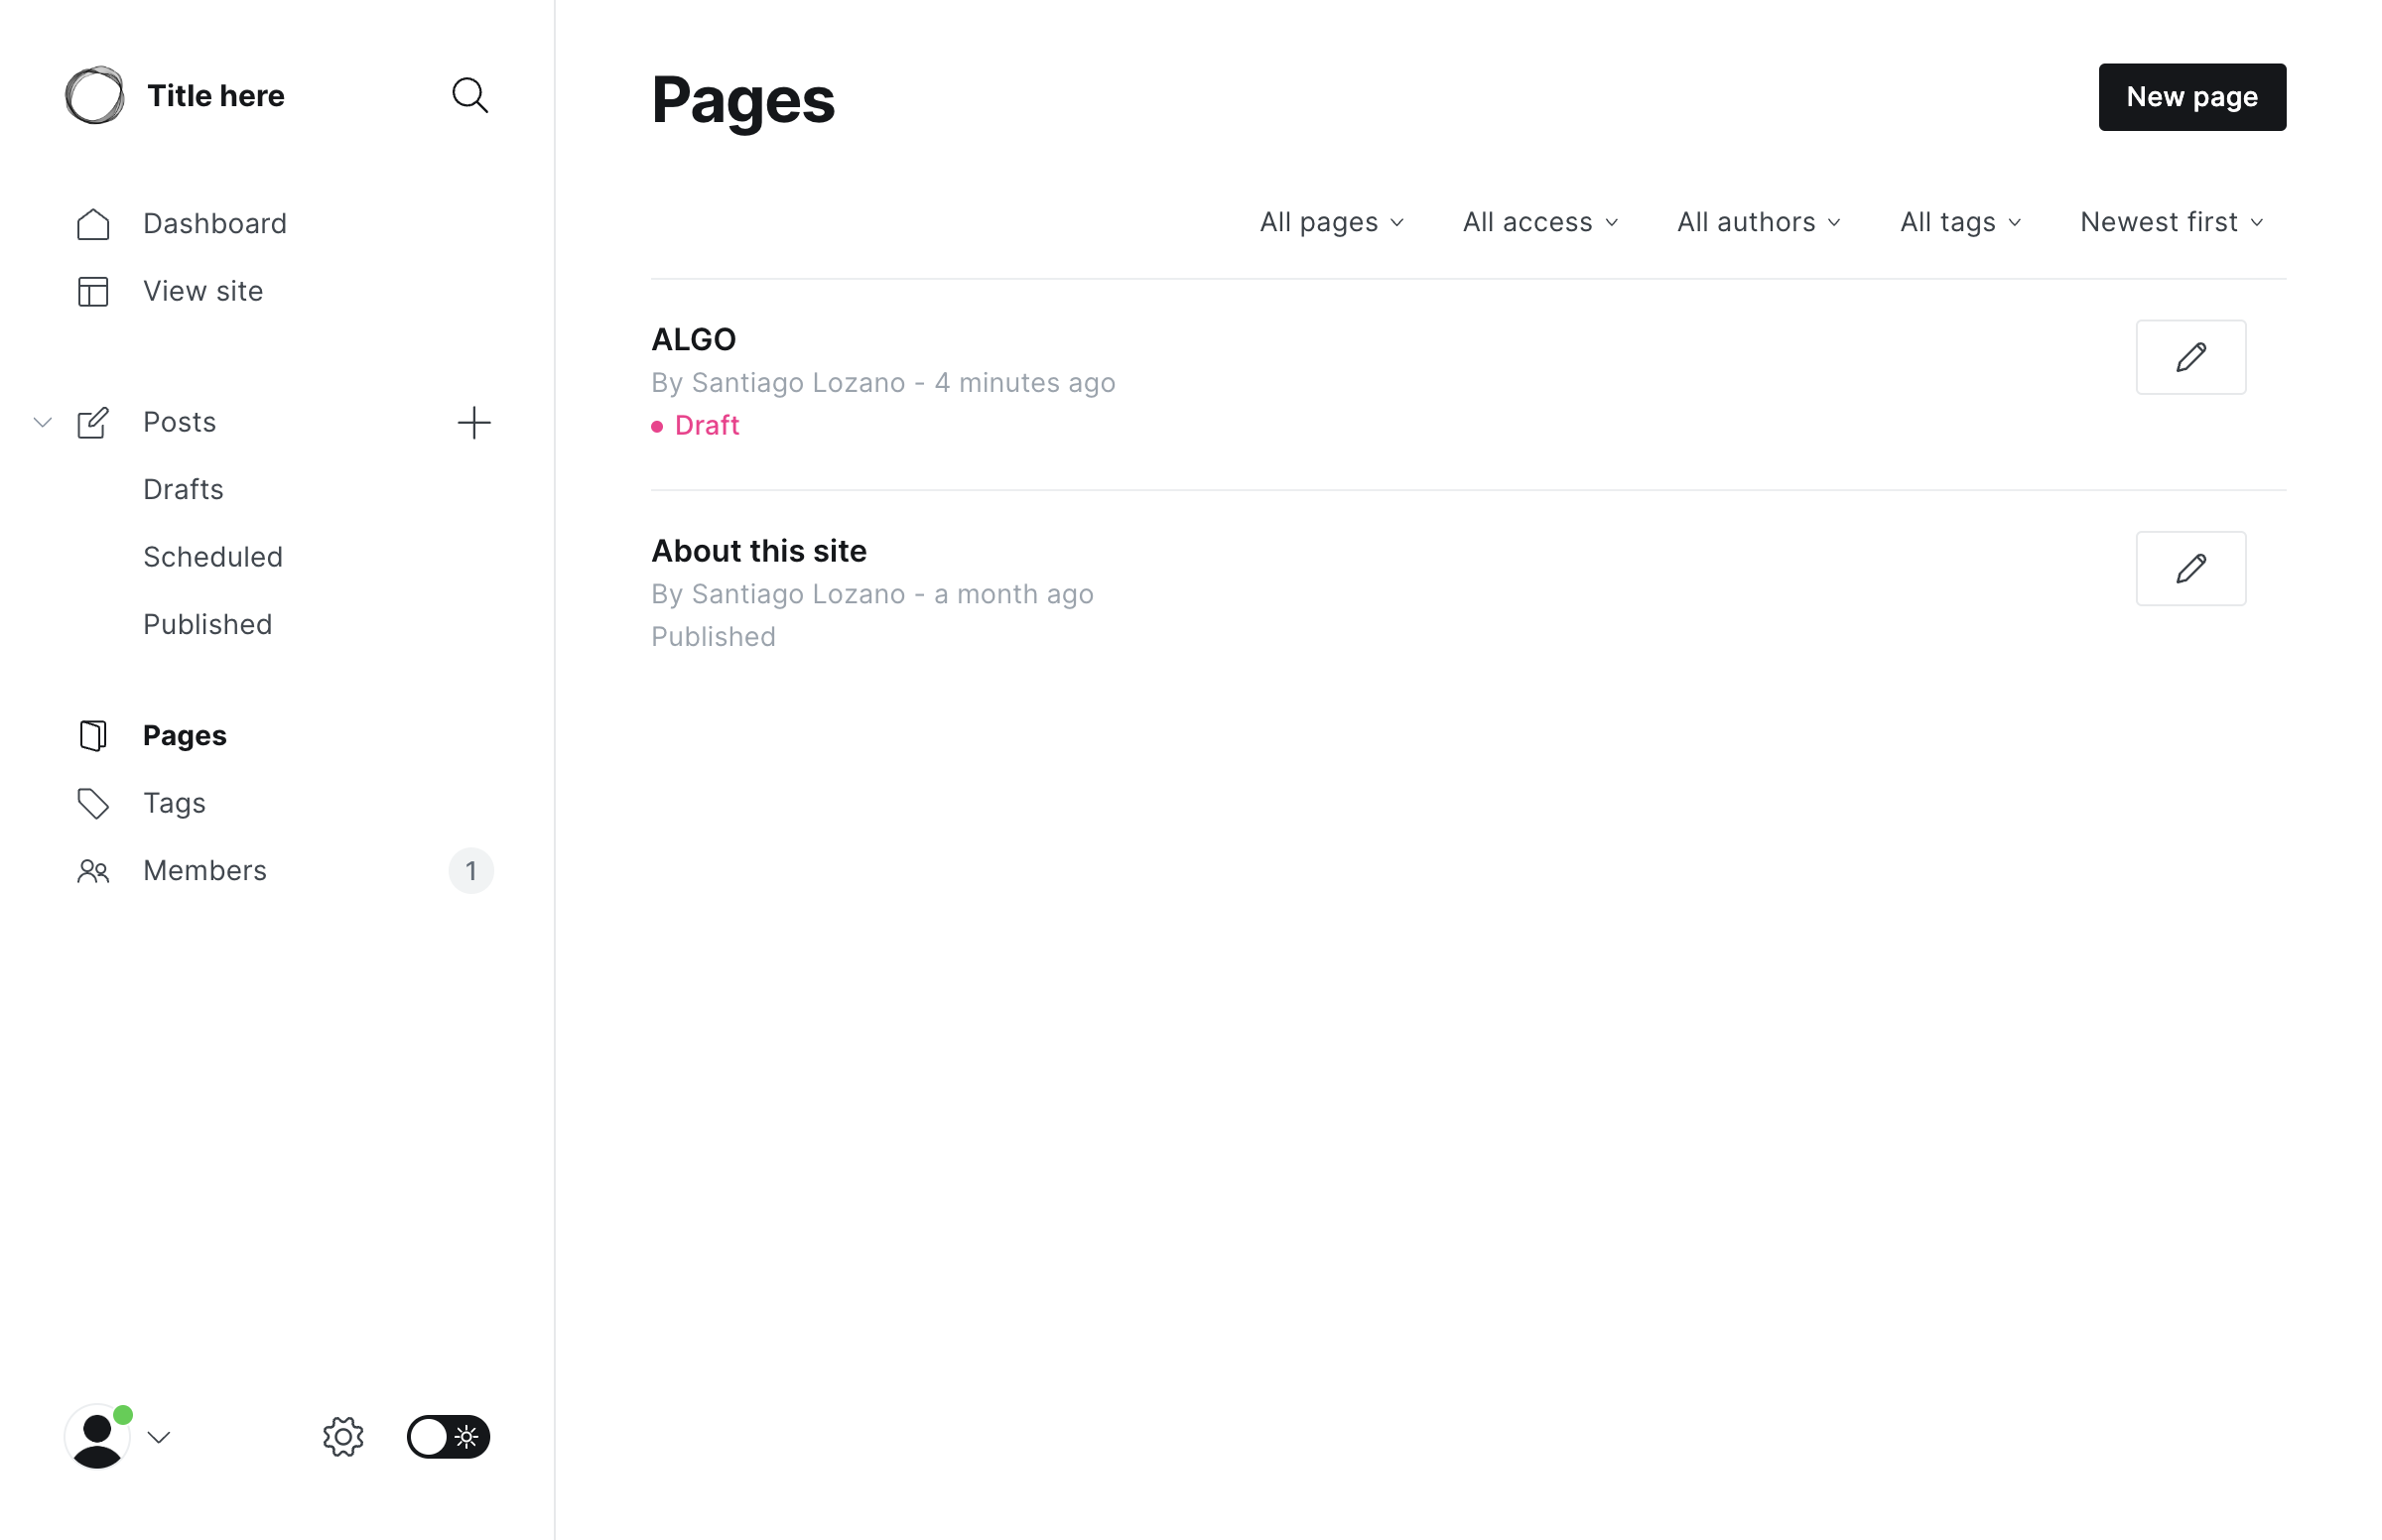 Title here
Dashboard
View site
Posts
Drafts
Scheduled
Published
Pages
Tags
Members 1
Pages
New page
All pages All access All authors All tags Newest first
ALGO
By Santiago Lozano - 4 minutes ago
Draft
About this site
By Santiago Lozano - a month ago
Published